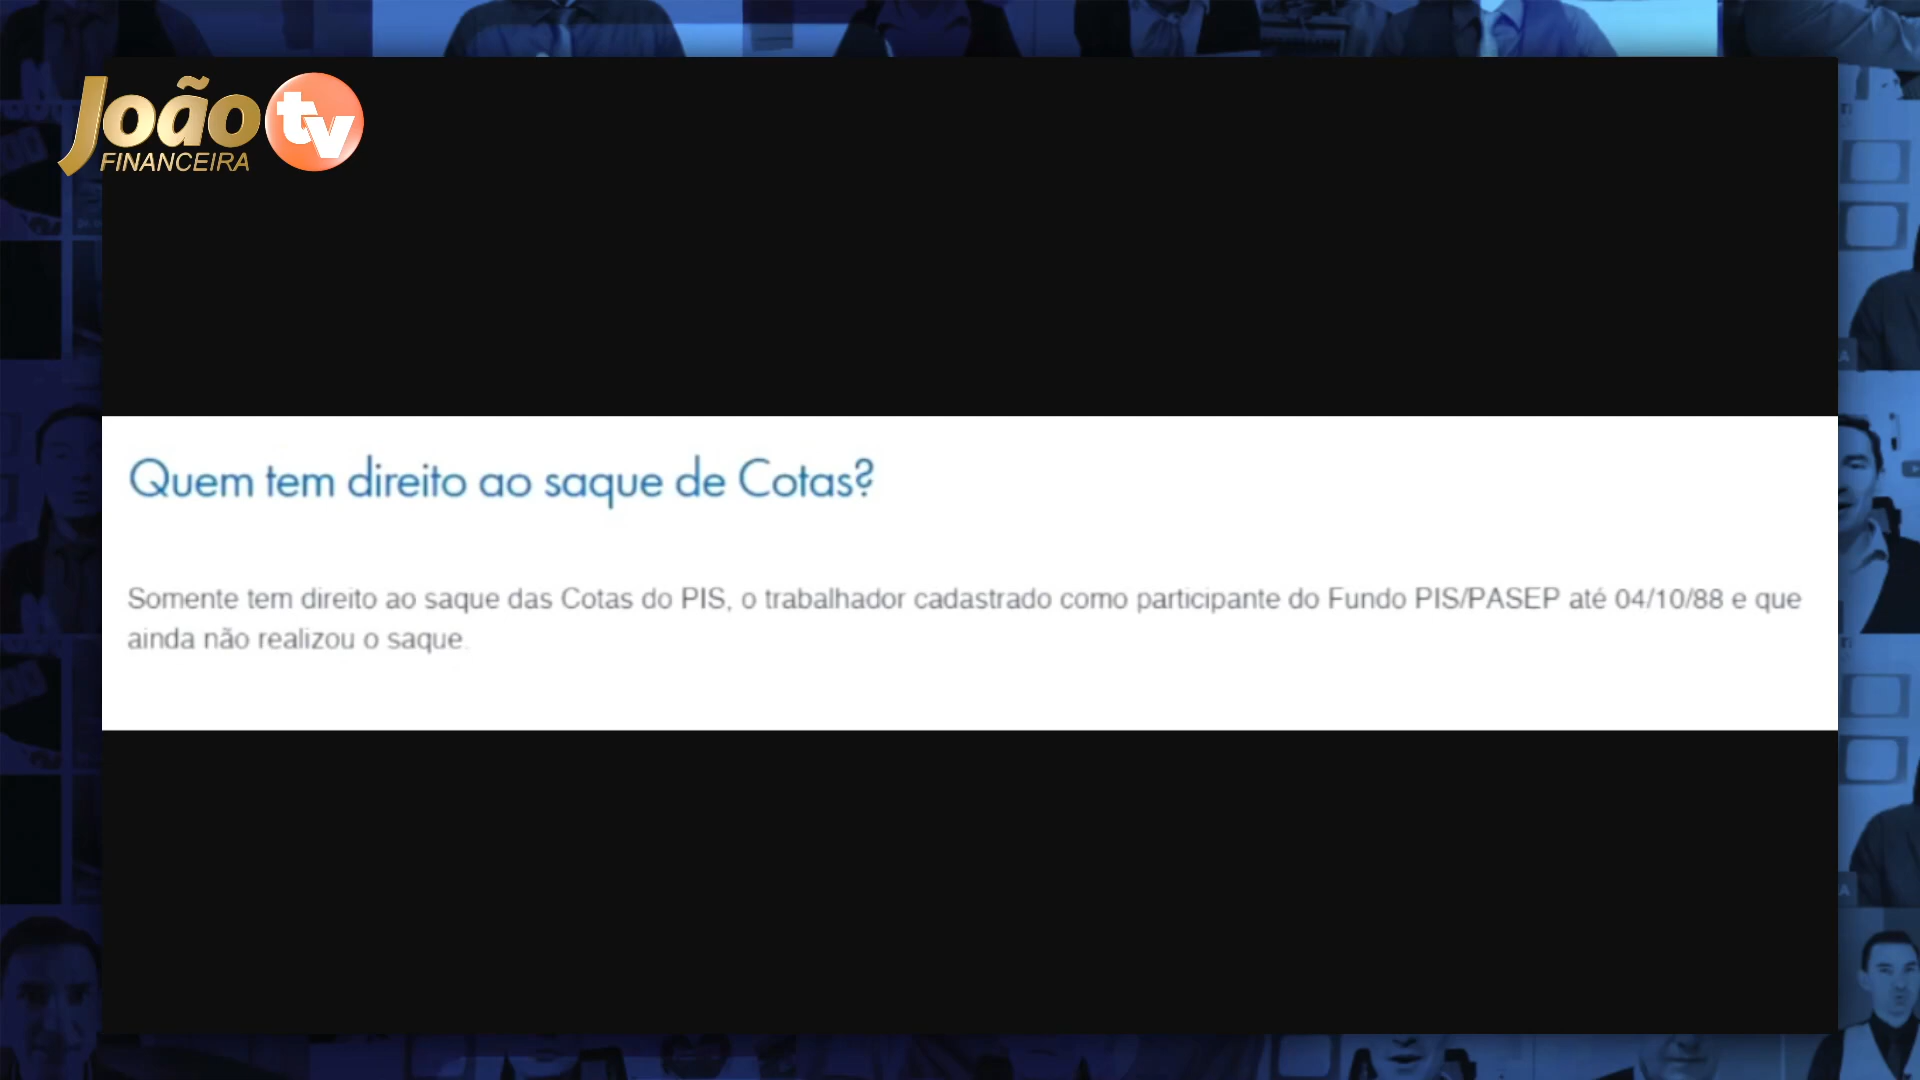 João tv
FINANCEIRA
Quem tem direito ao saque de Cotas?
Somente tem direito ao saque das Cotas do PIS, o trabalhador cadastrado como participante do Fundo PIS/PASEP até 04/10/88 e que
ainda não realizou o saque.